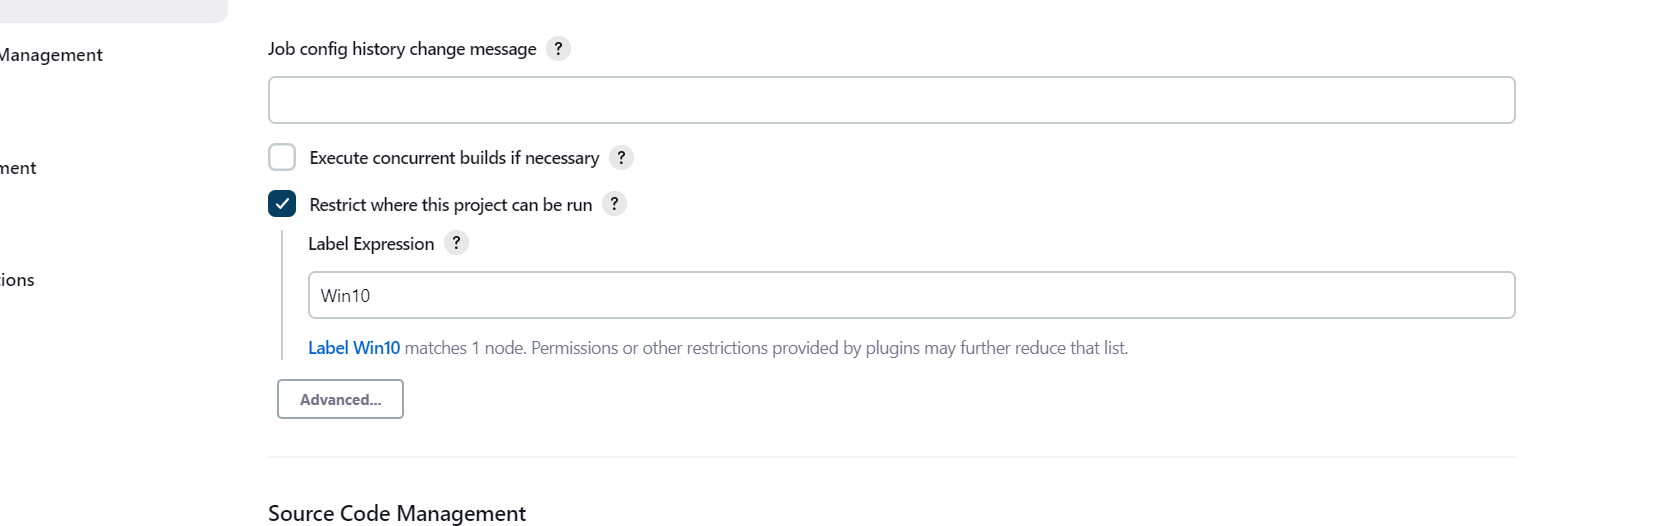 Management
Job config history change message ?
Execute concurrent builds if necessary ?
Restrict where this project can be run ?
Label Expression ?
Win10
Label Win10 matches 1 node. Permissions or other restrictions provided by plugins may further reduce that list.
Advanced...
Source Code Management